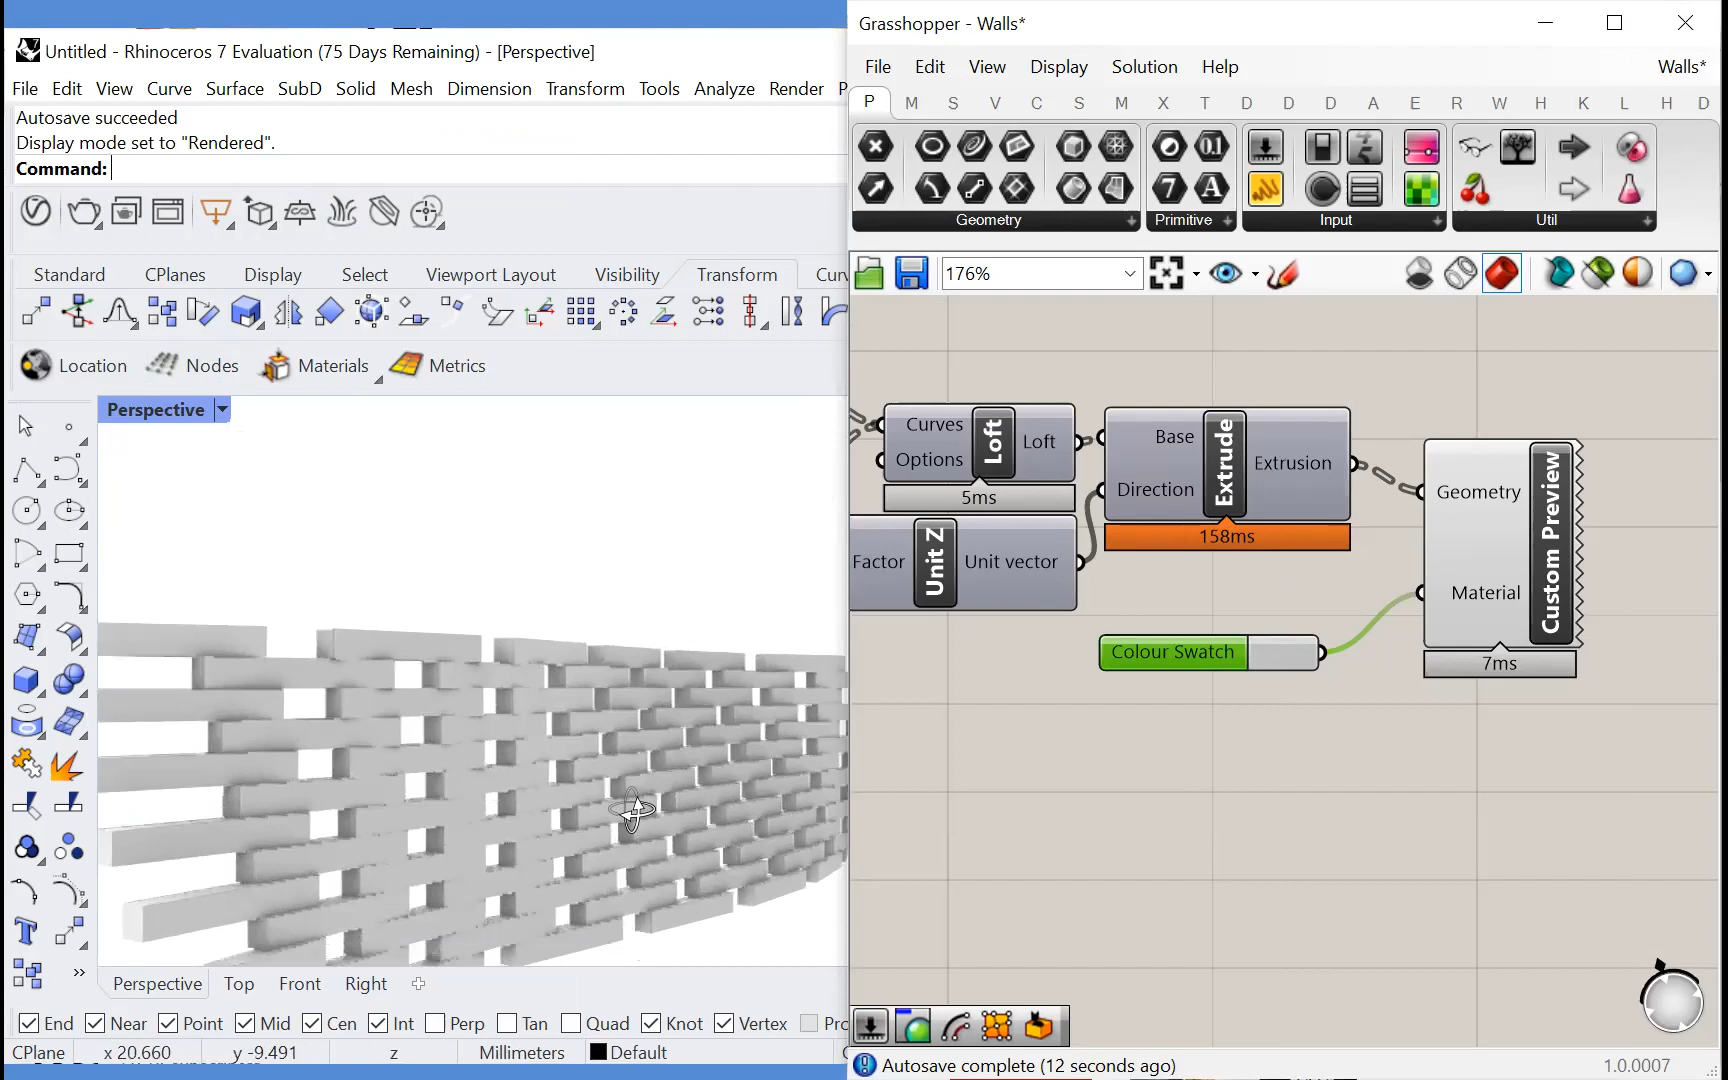 Untitled - Rhinoceros 7 Evaluation (75 Days Remaining) - [Perspective]
File Edit View Curve Surface SubD Solid Mesh Dimension Transform Tools Analyze Render P
Autosave succeeded
Display mode set to "Rendered".
Command:
Standard CPlanes Display Select Viewport Layout Visibility Transform Curv
Location Nodes Materials Metrics
Perspective
Perspective Top Front Right
End Near Point Mid Cen Int Perp Tan Quad Knot Vertex Pro
CPlane x 20.660 y -9.491 z Millimeters Default
Grasshopper - Walls*
File Edit View Display Solution Help Walls*
P M S V C S M X T D D D A E R W H K L H D
Geometry Primitive Input Util
176%
Curves
Options
Loft
Loft
5ms
Factor
Unit Z
Unit vector
Base
Direction
Extrude
Extrusion
158ms
Geometry
Material
Custom Preview
7ms
Colour Swatch
Autosave complete (12 seconds ago) 1.0.0007